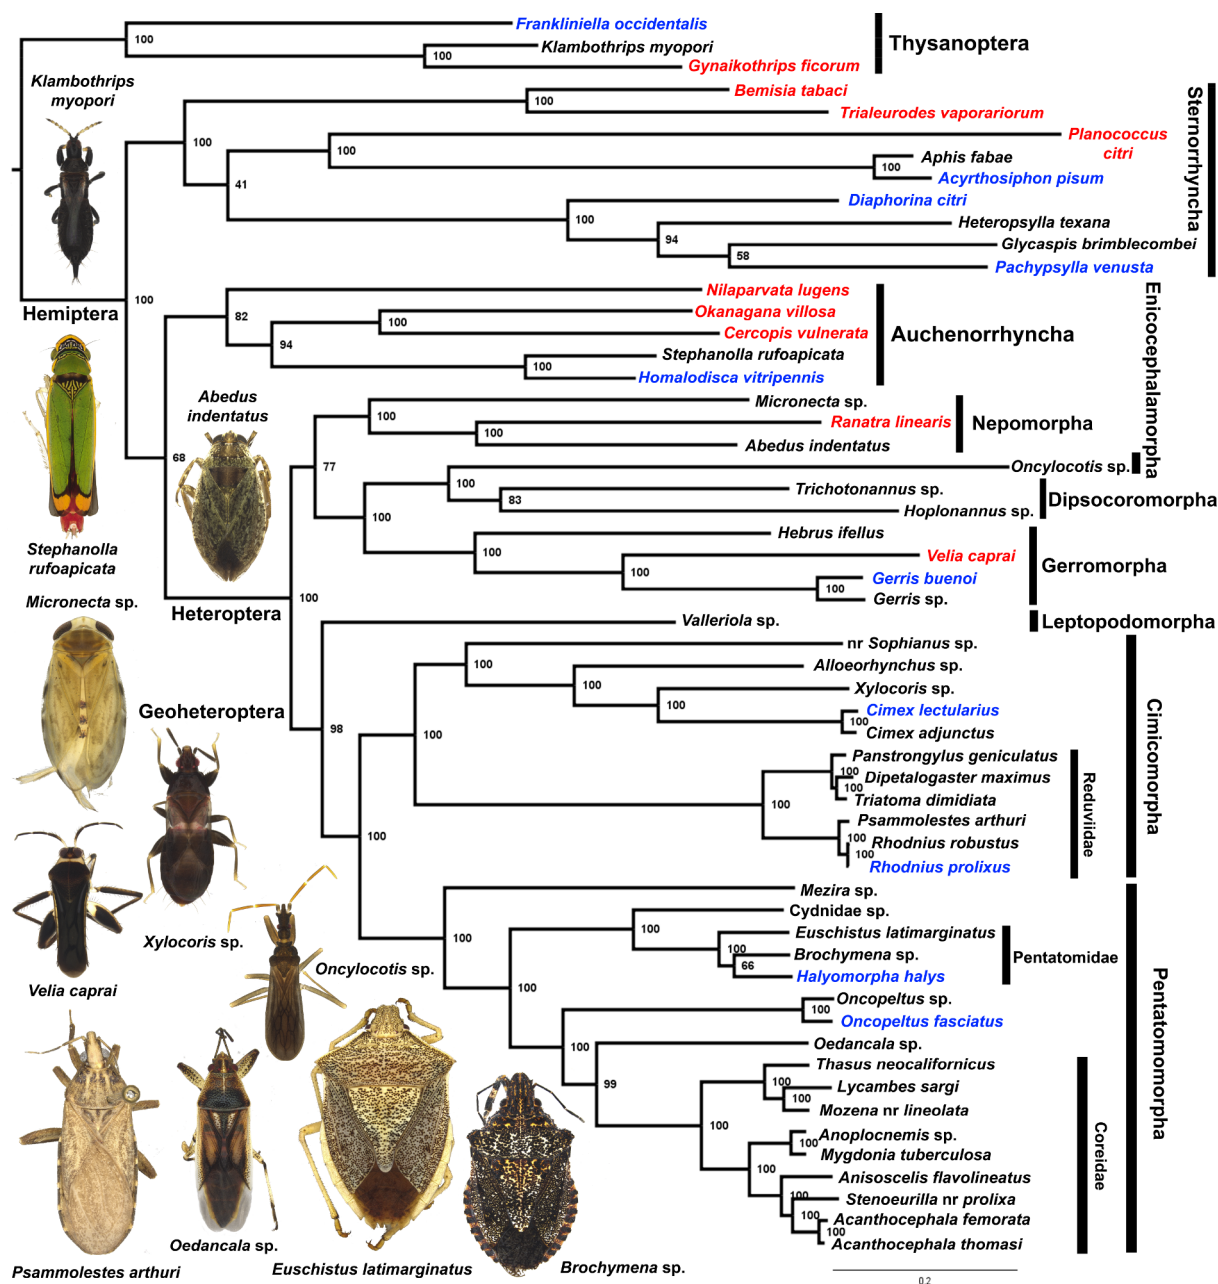 Frankliniella occidentalis
100
Klambothrips myopori
100
Gynaikothrips ficorum
Thysanoptera
Klambothrips
myopori
Bemisia tabaci
100
Trialeurodes vaporariorum
100
Planococcus
citri
100
Aphis fabae
100
Acyrthosiphon pisum
41
Diaphorina citri
100
Heteropsylla texana
94
Glycaspis brimblecombei
58
Pachypsylla venusta
Sternorrhyncha
Hemiptera
100
Nilaparvata lugens
82
Okanagana villosa
100
Cercopis vulnerata
94
Stephanolla rufoapicata
100
Homalodisca vitripennis
Auchenorrhyncha
Enicocephalamorpha
68
Abedus
indentatus
Micronecta sp.
100
Ranatra linearis
100
Abedus indentatus
Nepomorpha
77
Oncylocotis sp.
100
Trichotonannus sp.
83
Hoplonannus sp.
Dipsocoromorpha
100
Hebrus ifellus
100
Velia caprai
100
Gerris buenoi
100
Gerris sp.
Gerromorpha
Stephanolla
rufoapicata
Micronecta sp.
Heteroptera
100
Valleriola sp.
Leptopodomorpha
nr Sophianus sp.
100
Alloeorhynchus sp.
100
Xylocoris sp.
100
Cimex lectularius
100
Cimex adjunctus
Geoheteroptera
98
100
Panstrongylus geniculatus
100
Dipetalogaster maximus
100
Triatoma dimidiata
100
Psammolestes arthuri
100
Rhodnius robustus
100
Rhodnius prolixus
Reduviidae
Cimicomorpha
100
Mezira sp.
100
Cydnidae sp.
100
Euschistus latimarginatus
100
Brochymena sp.
66
Halyomorpha halys
Pentatomidae
100
Oncopeltus sp.
100
Oncopeltus fasciatus
100
Oedancala sp.
99
Thasus neocalifornicus
100
Lycambes sargi
100
Mozena nr lineolata
100
Anoplocnemis sp.
100
Mygdonia tuberculosa
100
Anisoscelis flavolineatus
100
Stenoeurilla nr prolixa
100
Acanthocephala femorata
100
Acanthocephala thomasi
Coreidae
Pentatomomorpha
Xylocoris sp.
Velia caprai
Oncylocotis sp.
Psammolestes arthuri
Oedancala sp.
Euschistus latimarginatus
Brochymena sp.
0.2